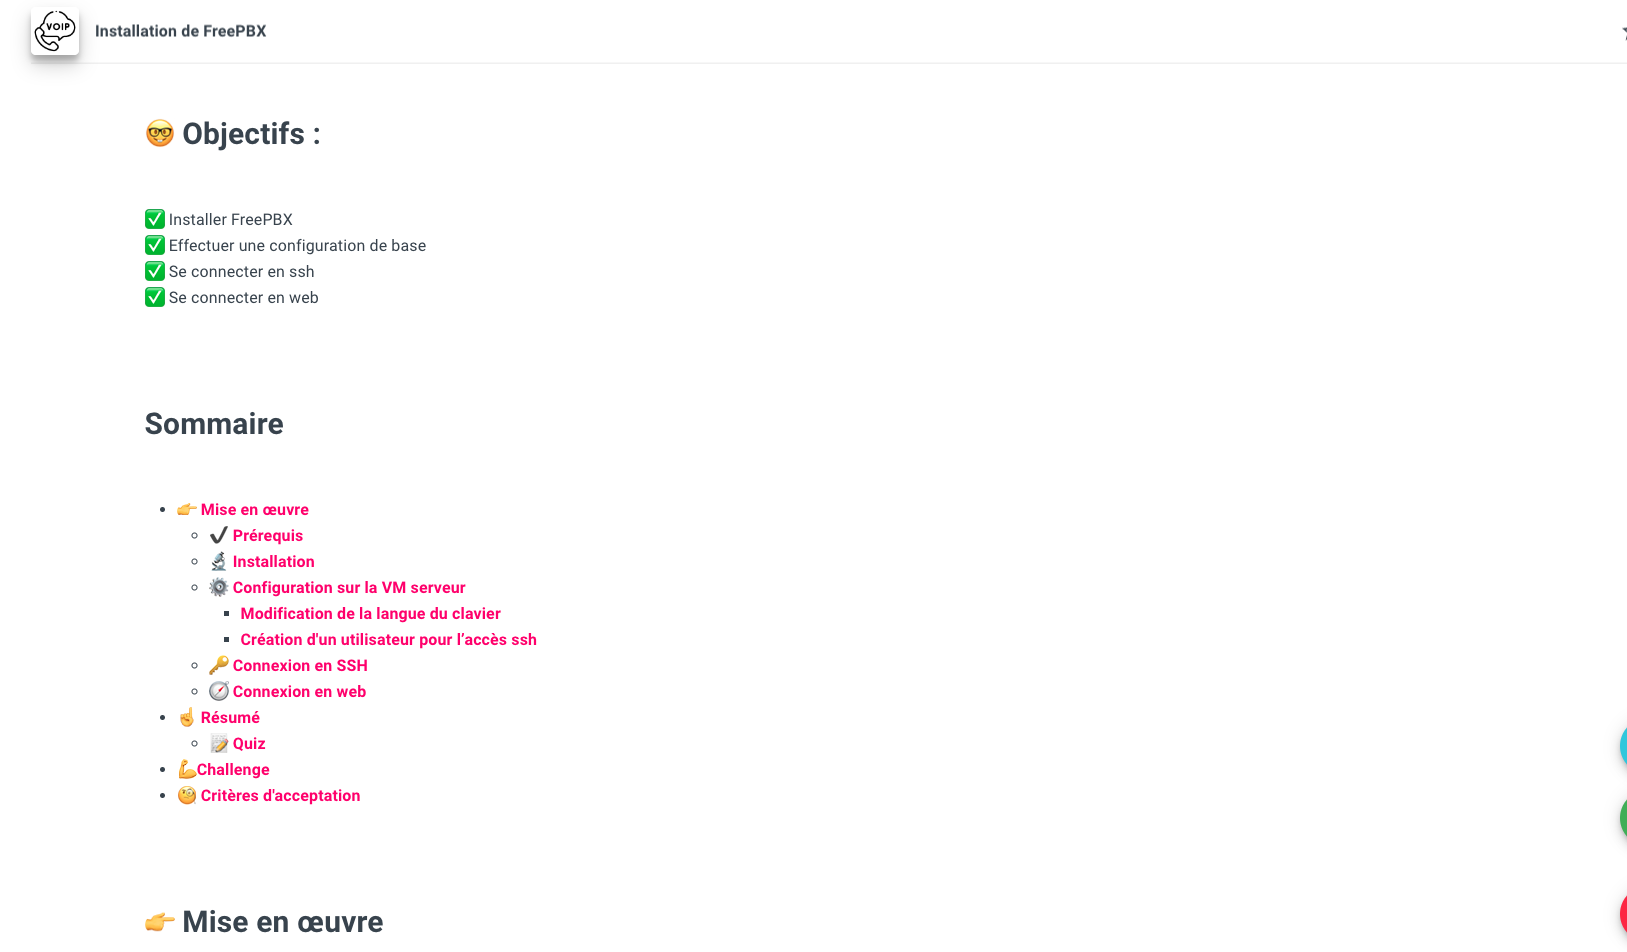 VOIP
Installation de FreePBX
🤓 Objectifs :
✅ Installer FreePBX
✅ Effectuer une configuration de base
✅ Se connecter en ssh
✅ Se connecter en web
Sommaire
👉 Mise en œuvre
✔️ Prérequis
🔬 Installation
⚙️ Configuration sur la VM serveur
Modification de la langue du clavier
Création d'un utilisateur pour l’accès ssh
🔑 Connexion en SSH
🧭 Connexion en web
☝️ Résumé
📝 Quiz
💪Challenge
🧐 Critères d'acceptation
👉 Mise en œuvre